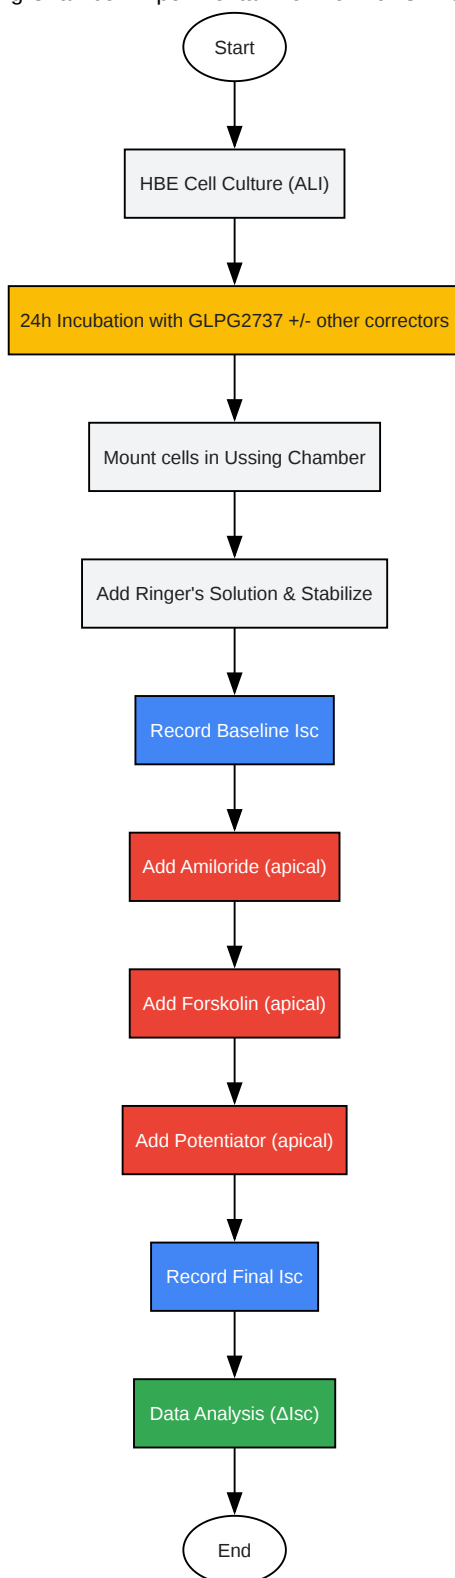 Start
HBE Cell Culture (ALI)
24h Incubation with GLPG2737 +/- other correctors
Mount cells in Ussing Chamber
Add Ringer's Solution & Stabilize
Record Baseline Isc
Add Amiloride (apical)
Add Forskolin (apical)
Add Potentiator (apical)
Record Final Isc
Data Analysis (ΔIsc)
End